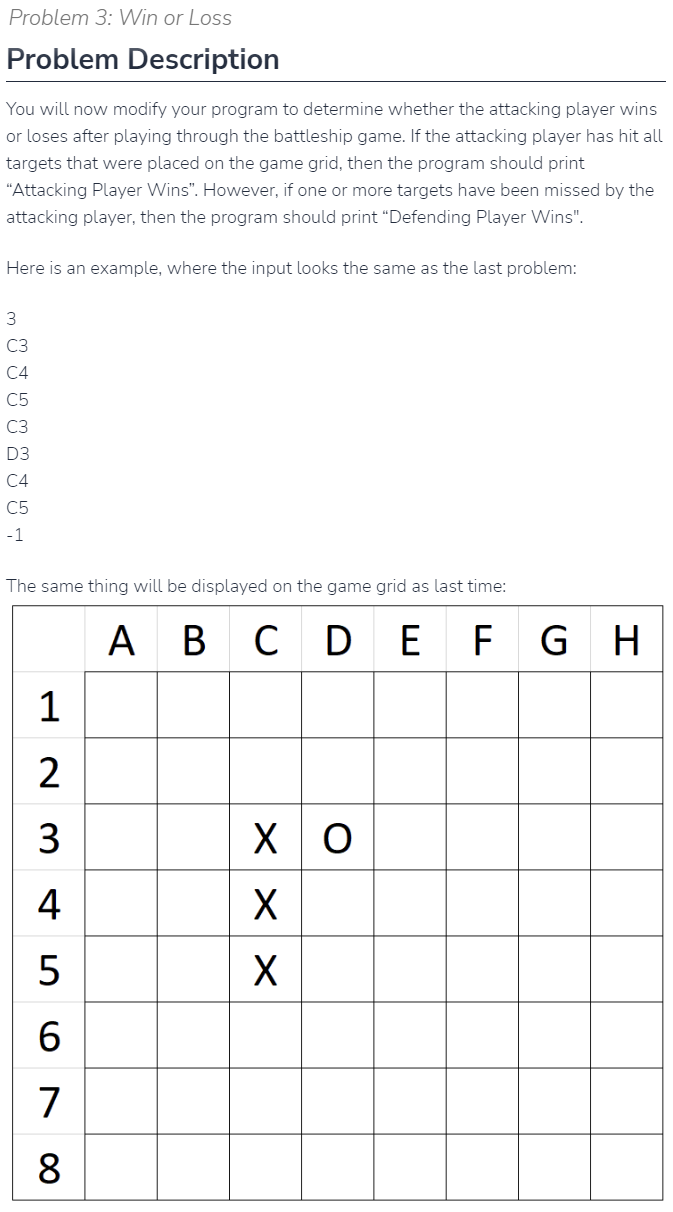 Problem 3: Win or Loss
Problem Description
You will now modify your program to determine whether the attacking player wins
or loses after playing through the battleship game. If the attacking player has hit all
targets that were placed on the game grid, then the program should print
“Attacking Player Wins”. However, if one or more targets have been missed by the
attacking player, then the program should print “Defending Player Wins".
Here is an example, where the input looks the same as the last problem:
3
C3
C4
C5
C3
D3
C4
C5
-1
The same thing will be displayed on the game grid as last time:
A B C D E F G H
1
2
3 X O
4 X
5 X
6
7
8